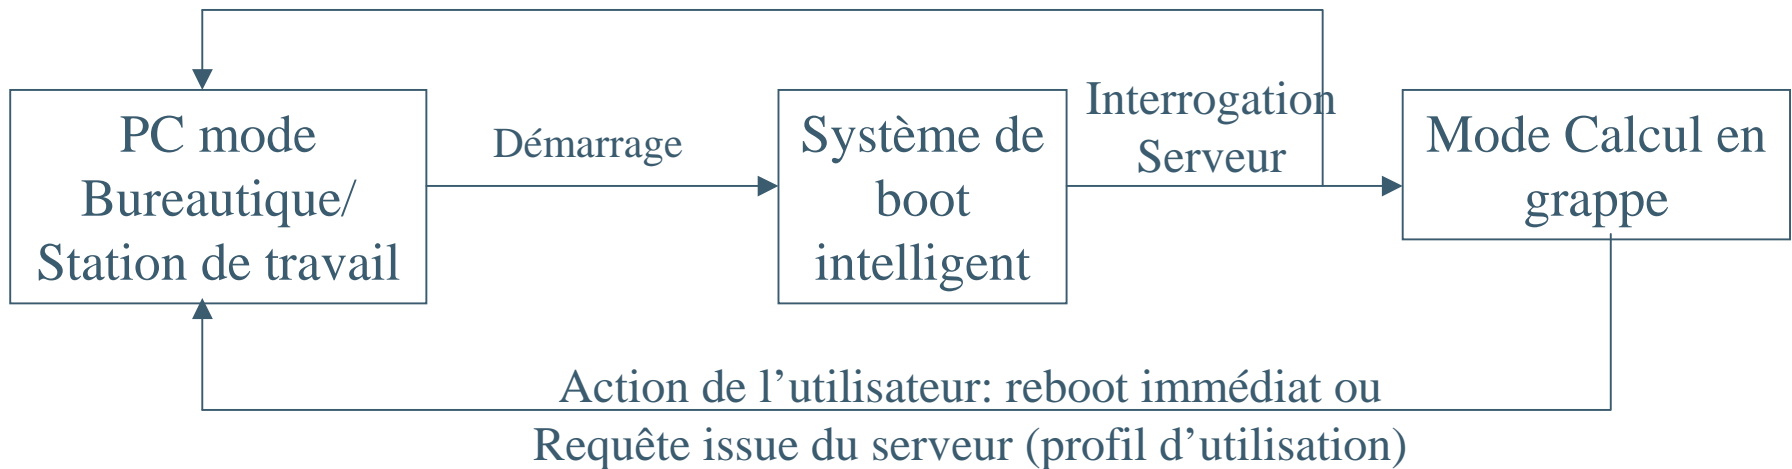 PC mode
Bureautique/
Station de travail
Démarrage
Système de
boot
intelligent
Interrogation
Serveur
Mode Calcul en
grappe
Action de l’utilisateur: reboot immédiat ou
Requête issue du serveur (profil d’utilisation)